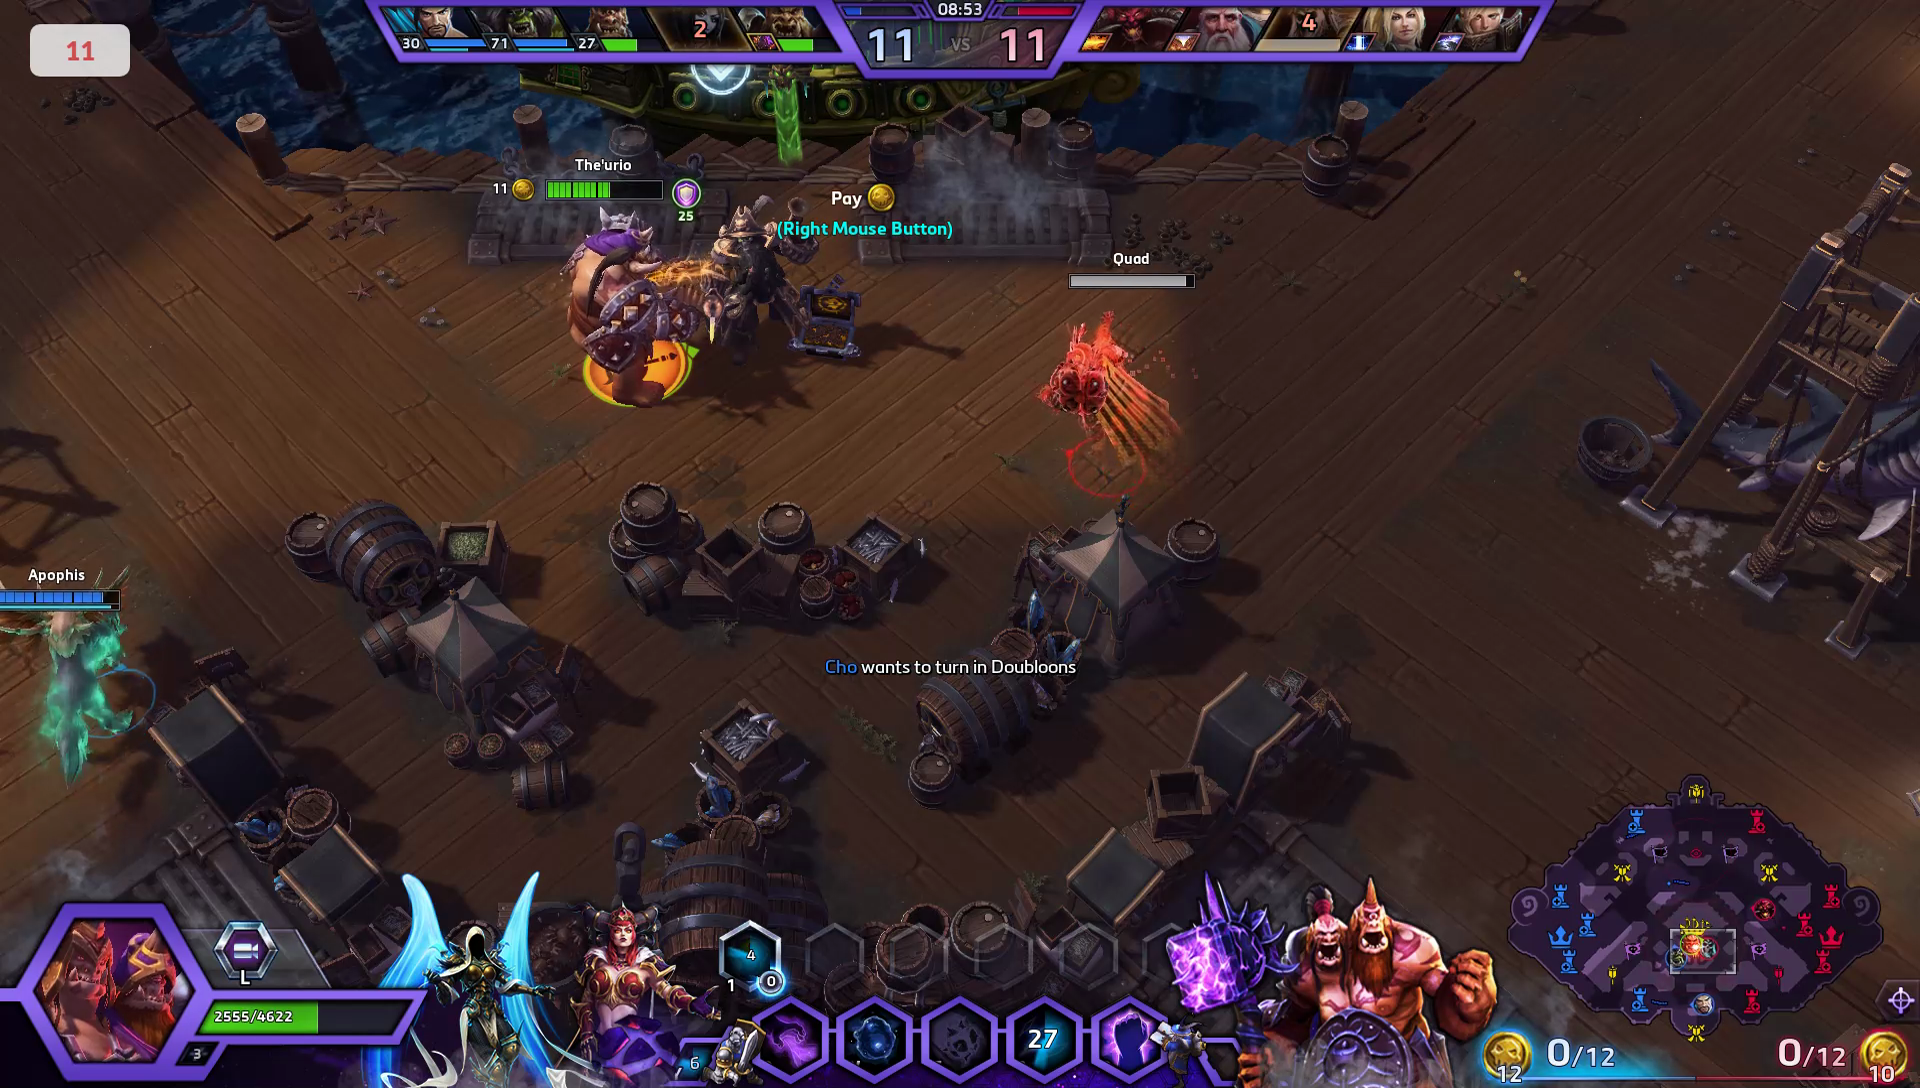 11
30
71
27
2
08:53
11 VS 11
4
The'urio
11
25
Pay
(Right Mouse Button)
Quad
Apophis
Cho wants to turn in Doubloons
L
2555/4622
3
4
1
0
6
27
0/12
12
0/12
10